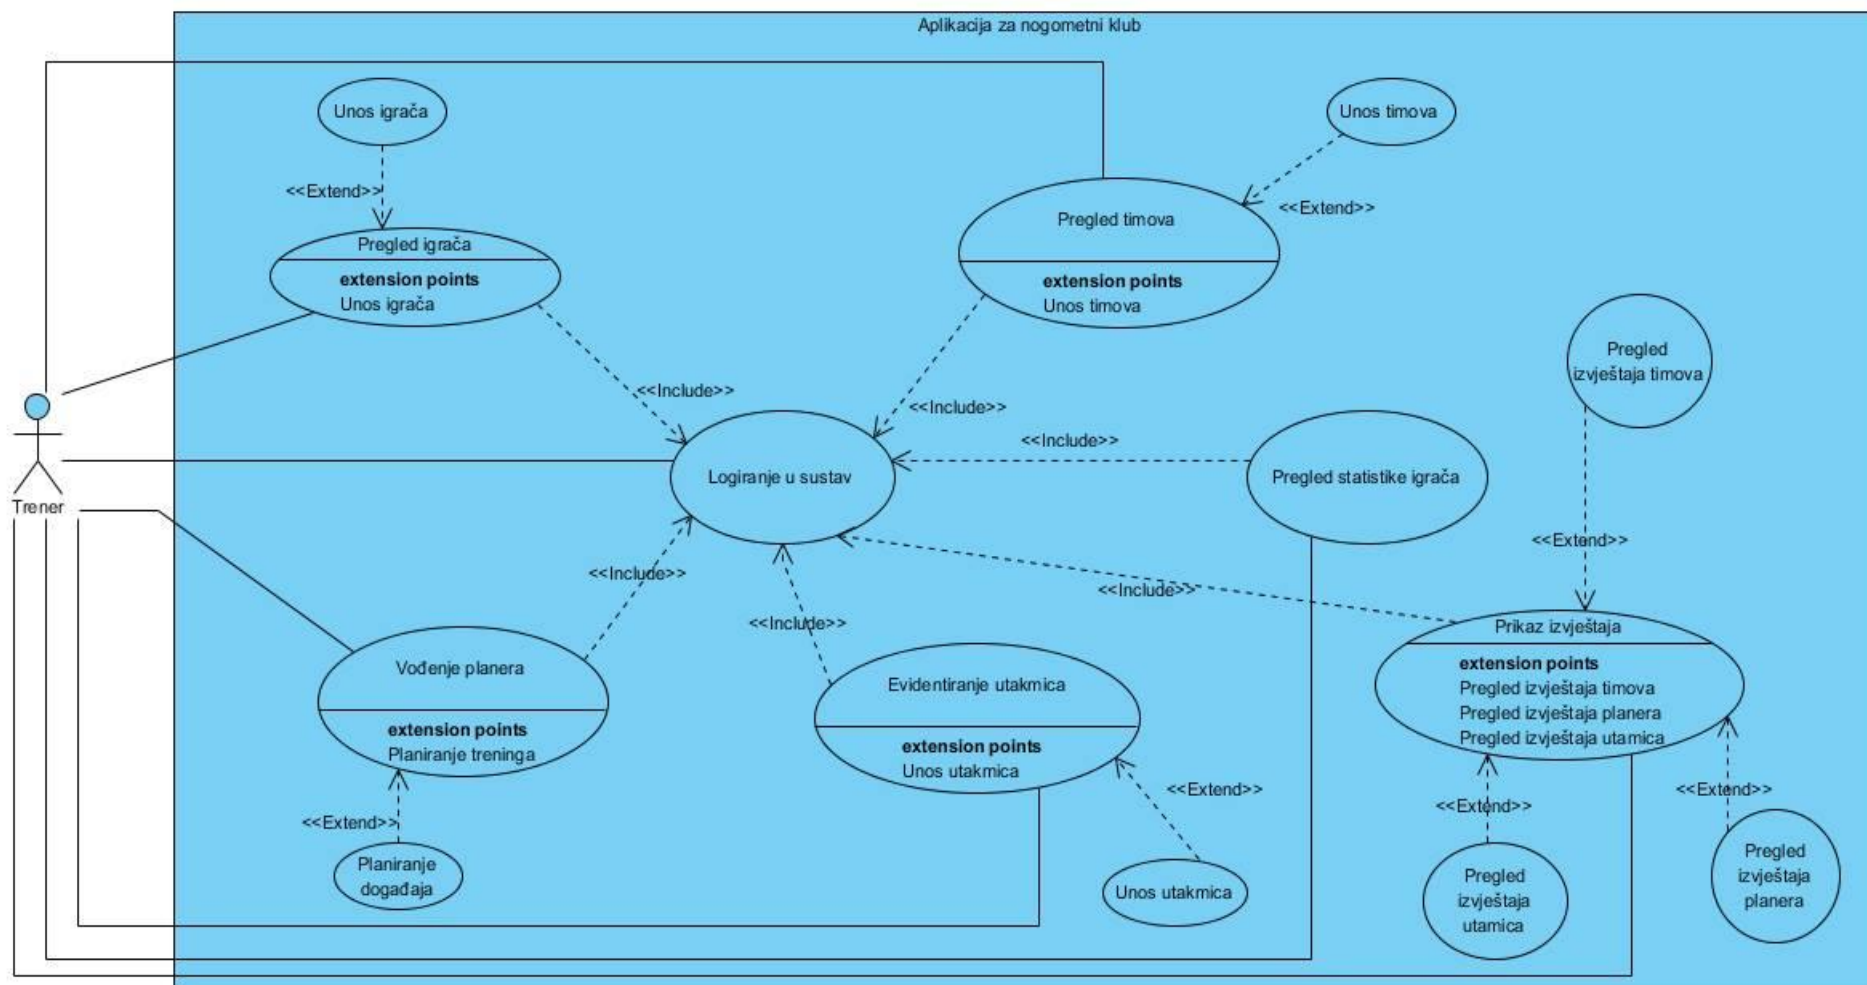 Aplikacija za nogometni klub
Unos igrača
Unos timova
<<Extend>>
<<Extend>>
Pregled igrača
extension points
Unos igrača
Pregled timova
extension points
Unos timova
Pregled
izvještaja timova
<<Include>>
<<Include>>
<<Include>>
Logiranje u sustav
Pregled statistike igrača
Trener
<<Extend>>
<<Include>>
<<Include>>
<<Include>>
Vođenje planera
extension points
Planiranje treninga
Evidentiranje utakmica
extension points
Unos utakmica
Prikaz izvještaja
extension points
Pregled izvještaja timova
Pregled izvještaja planera
Pregled izvještaja utamica
<<Extend>>
<<Extend>>
<<Extend>>
<<Extend>>
Planiranje
događaja
Unos utakmica
Pregled
izvještaja
utamica
Pregled
izvještaja
planera